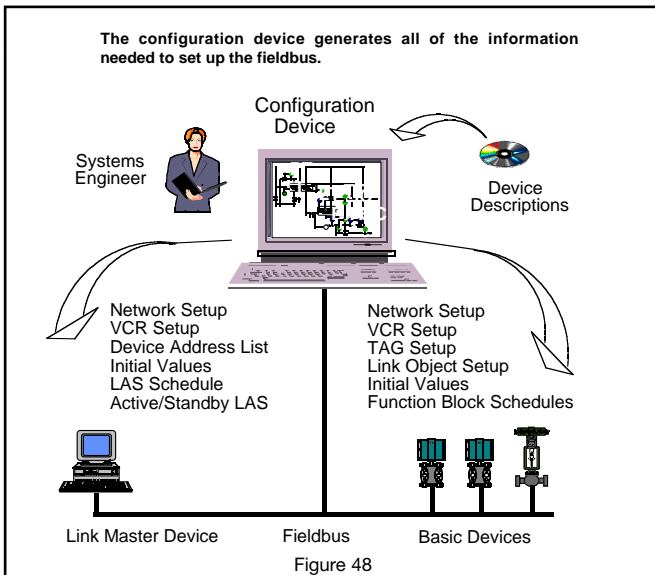 The configuration device generates all of the information
needed to set up the fieldbus.
Configuration
Device
Systems
Engineer
Device
Descriptions
Network Setup
VCR Setup
Device Address List
Initial Values
LAS Schedule
Active/Standby LAS
Network Setup
VCR Setup
TAG Setup
Link Object Setup
Initial Values
Function Block Schedules
Link Master Device
Fieldbus
Basic Devices
Figure 48